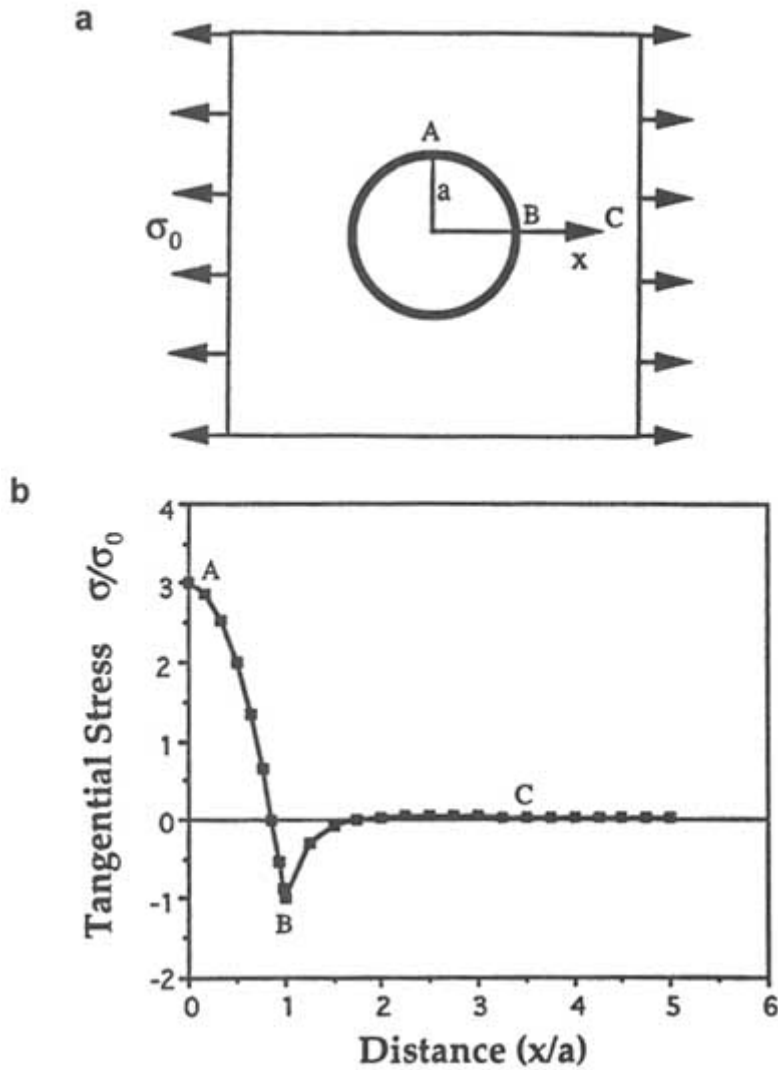 a
A
a
B
C
σ₀
x
b
4
3
2
1
0
-1
-2
A
B
C
0
1
2
3
4
5
6
Tangential Stress σ/σ₀
Distance (x/a)